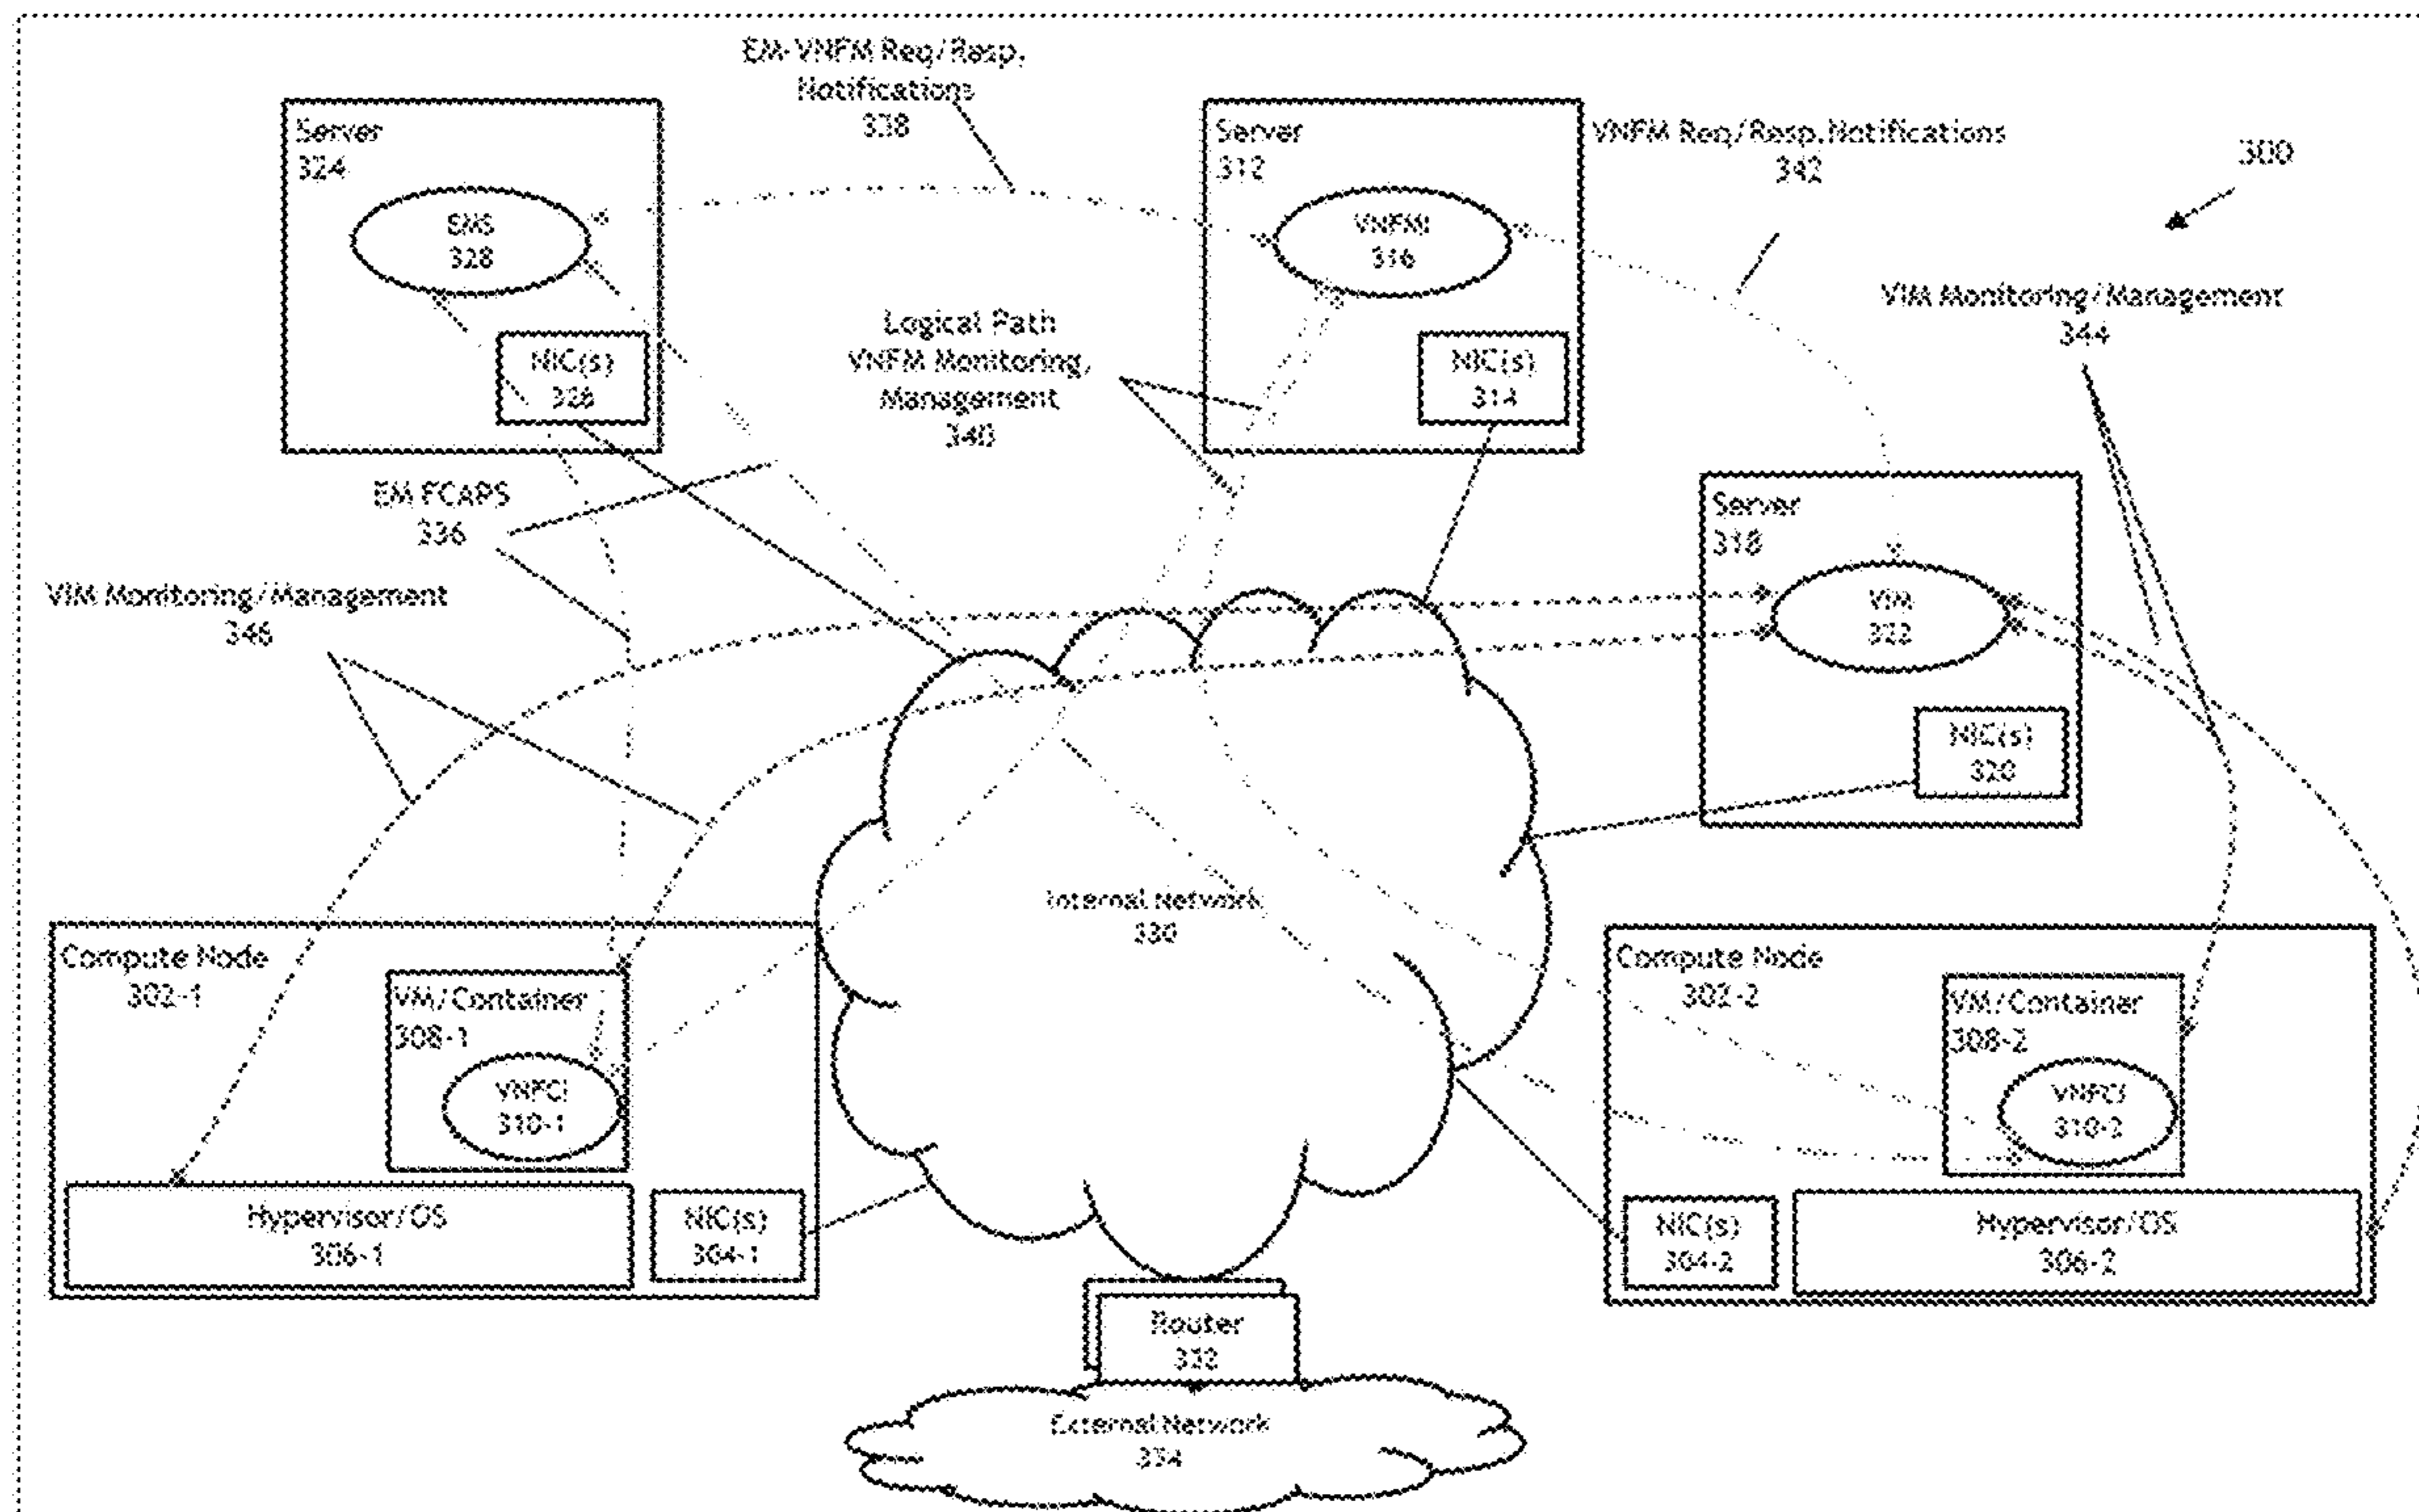 EM-VNFM Req/Resp,
Notifications
338
Server
324
EMS
328
NIC(s)
326
Server
312
VNFM
316
NIC(s)
314
VNFM Req/Resp,Notifications
342
300
Logical Path
VNFM Monitoring,
Management
340
VIM Monitoring/Management
344
EM FCAPS
336
Server
318
VIM
322
NIC(s)
320
VIM Monitoring/Management
346
Internal Network
330
Compute Node
302-1
VM/Container
308-1
VNFCI
310-1
Hypervisor/OS
306-1
NIC(s)
304-1
Compute Node
302-2
VM/Container
308-2
VNFCI
310-2
NIC(s)
304-2
Hypervisor/OS
306-2
Router
332
External Network
334